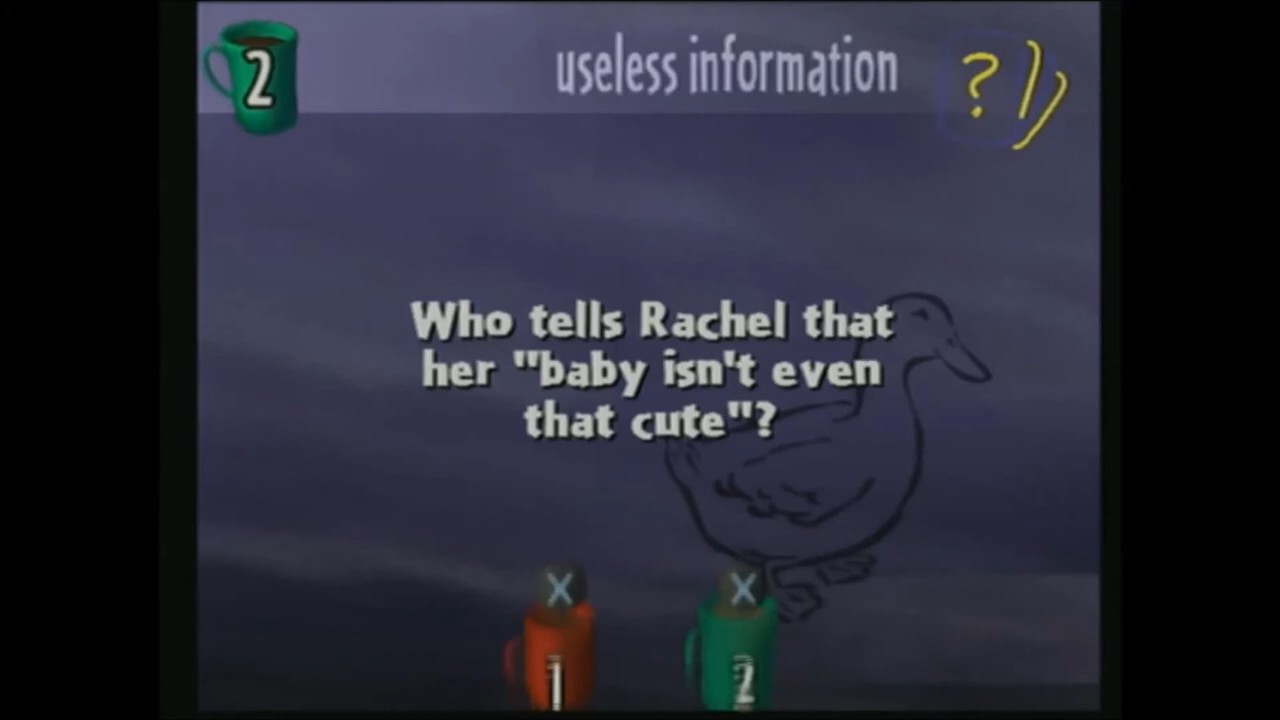 2
useless information
?
Who tells Rachel that
her "baby isn't even
that cute"?
X X
1 2